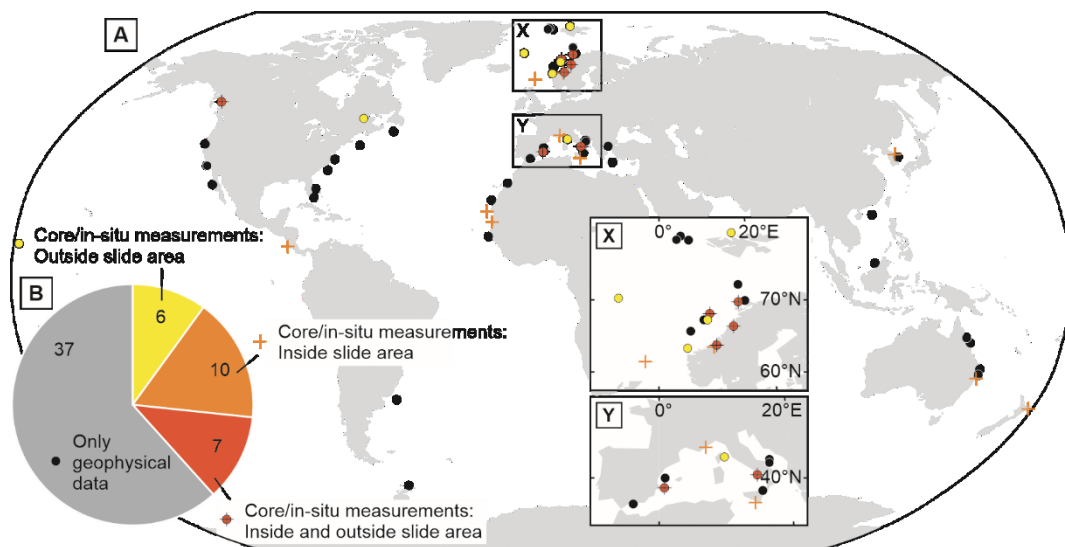 A
X
Y
Core/in-situ measurements:
Outside slide area
B
6
37
10
7
Core/in-situ measurements:
Inside slide area
Only
geophysical
data
Core/in-situ measurements:
Inside and outside slide area
X
0°
20°E
70°N
60°N
Y
0°
20°E
40°N